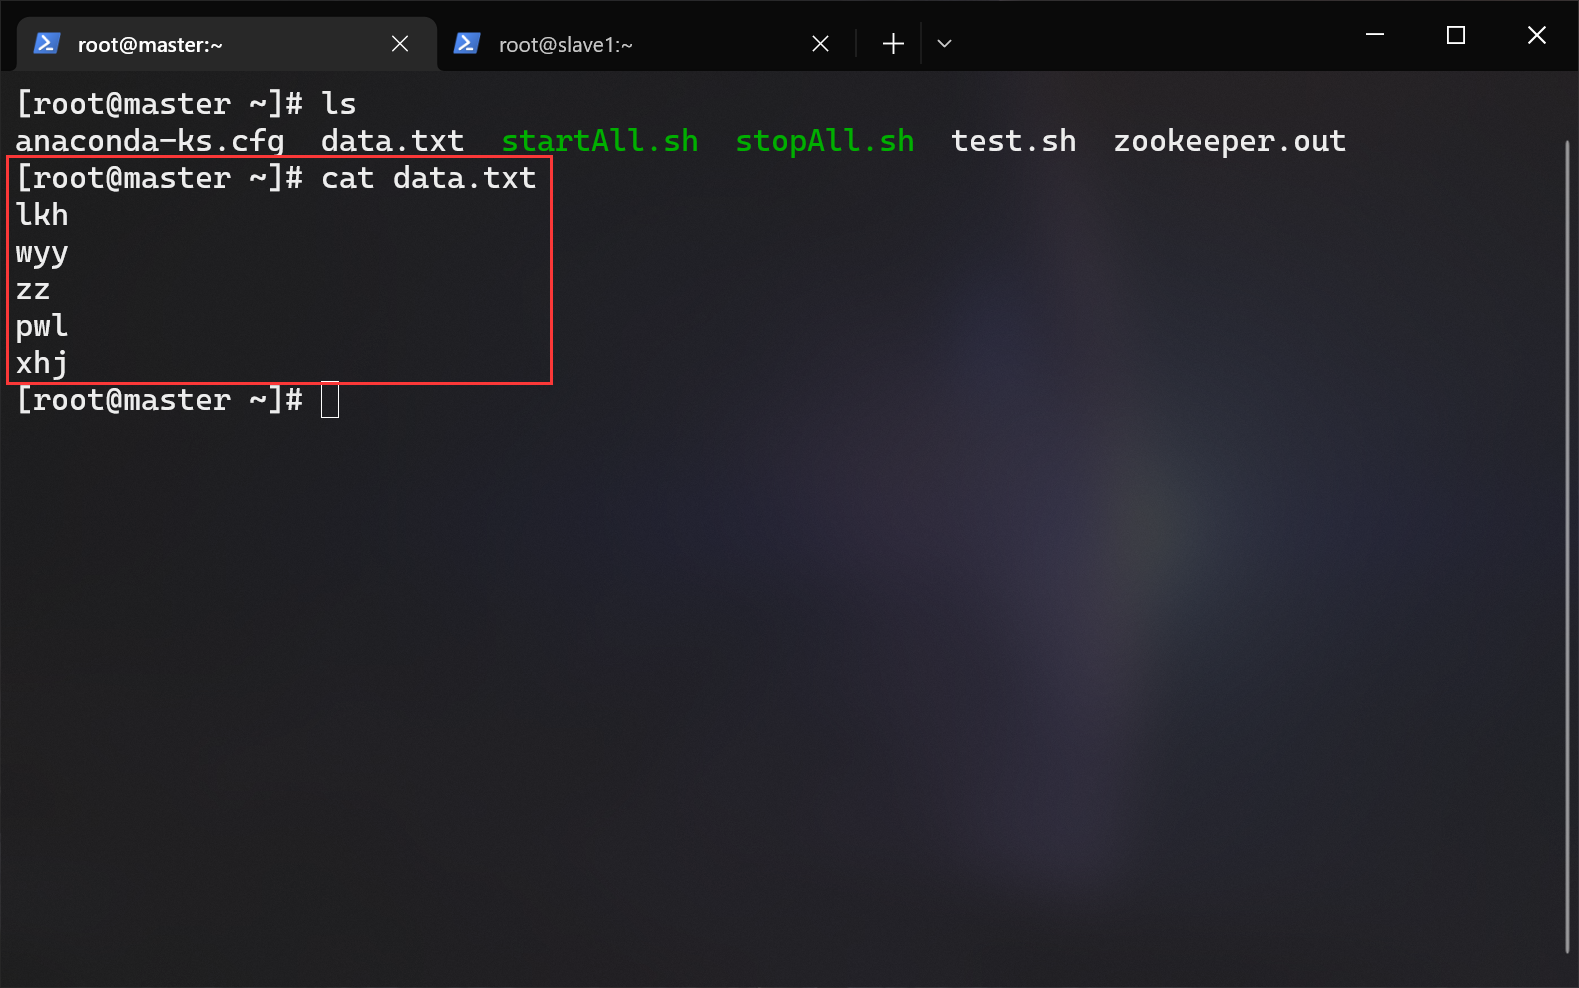 root@master:~ root@slave1:~
[root@master ~]# ls
anaconda-ks.cfg data.txt startAll.sh stopAll.sh test.sh zookeeper.out
[root@master ~]# cat data.txt
lkh
wyy
zz
pwl
xhj
[root@master ~]#